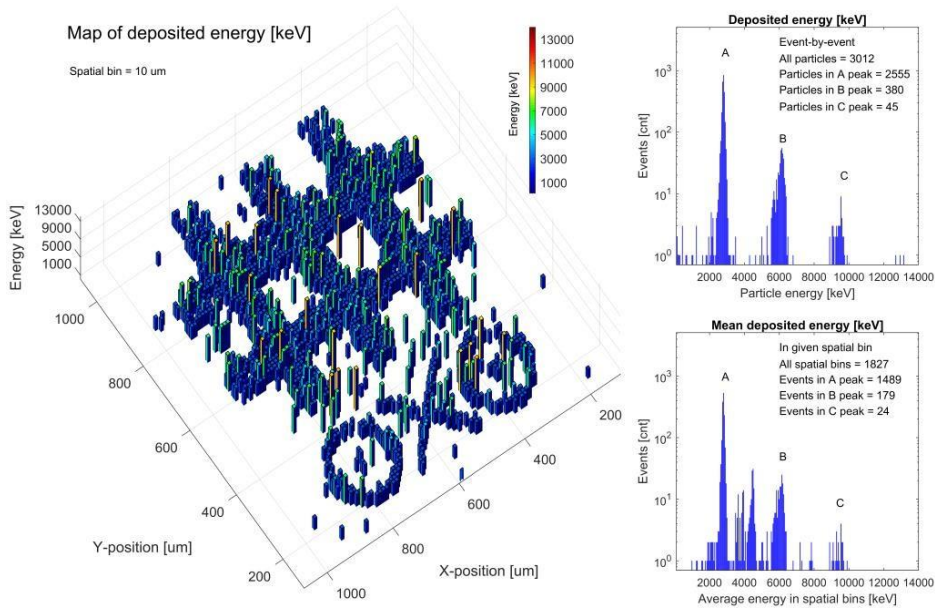 Map of deposited energy [keV]
Spatial bin = 10 um
Energy [keV]
13000
11000
9000
7000
5000
3000
1000
Energy [keV]
13000
9000
5000
1000
1000
800
600
400
200
Y-position [um]
1000
800
600
400
200
X-position [um]
Deposited energy [keV]
Event-by-event
All particles = 3012
Particles in A peak = 2555
Particles in B peak = 380
Particles in C peak = 45
A
B
C
Events [cnt]
10³
10²
10¹
10⁰
2000 4000 6000 8000 10000 12000 14000
Particle energy [keV]
Mean deposited energy [keV]
In given spatial bin
All spatial bins = 1827
Events in A peak = 1489
Events in B peak = 179
Events in C peak = 24
A
B
C
Events [cnt]
10³
10²
10¹
10⁰
2000 4000 6000 8000 10000 12000 14000
Average energy in spatial bins [keV]